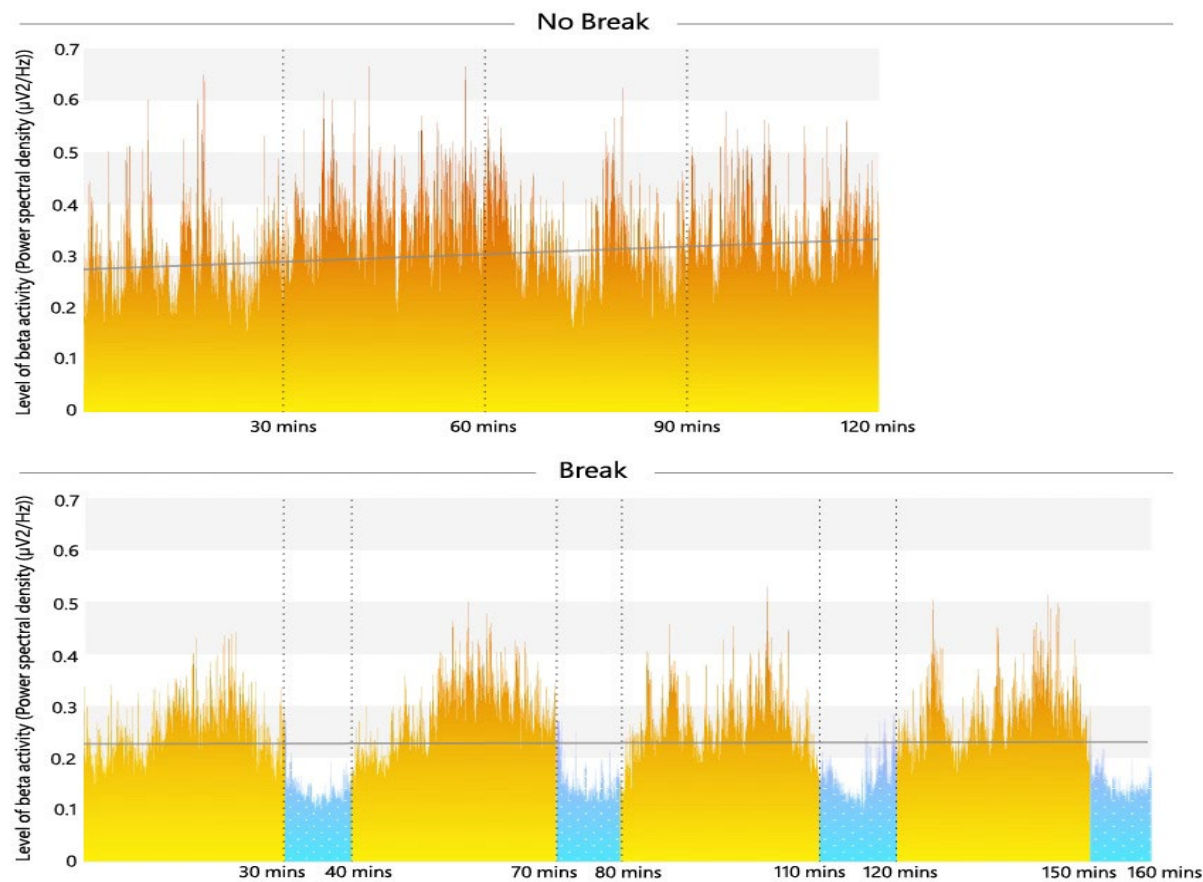 No Break
Level of beta activity (Power spectral density (µV2/Hz))
0.7
0.6
0.5
0.4
0.3
0.2
0.1
0
30 mins
60 mins
90 mins
120 mins
Break
Level of beta activity (Power spectral density (µV2/Hz))
0.7
0.6
0.5
0.4
0.3
0.2
0.1
0
30 mins
40 mins
70 mins
80 mins
110 mins
120 mins
150 mins
160 mins